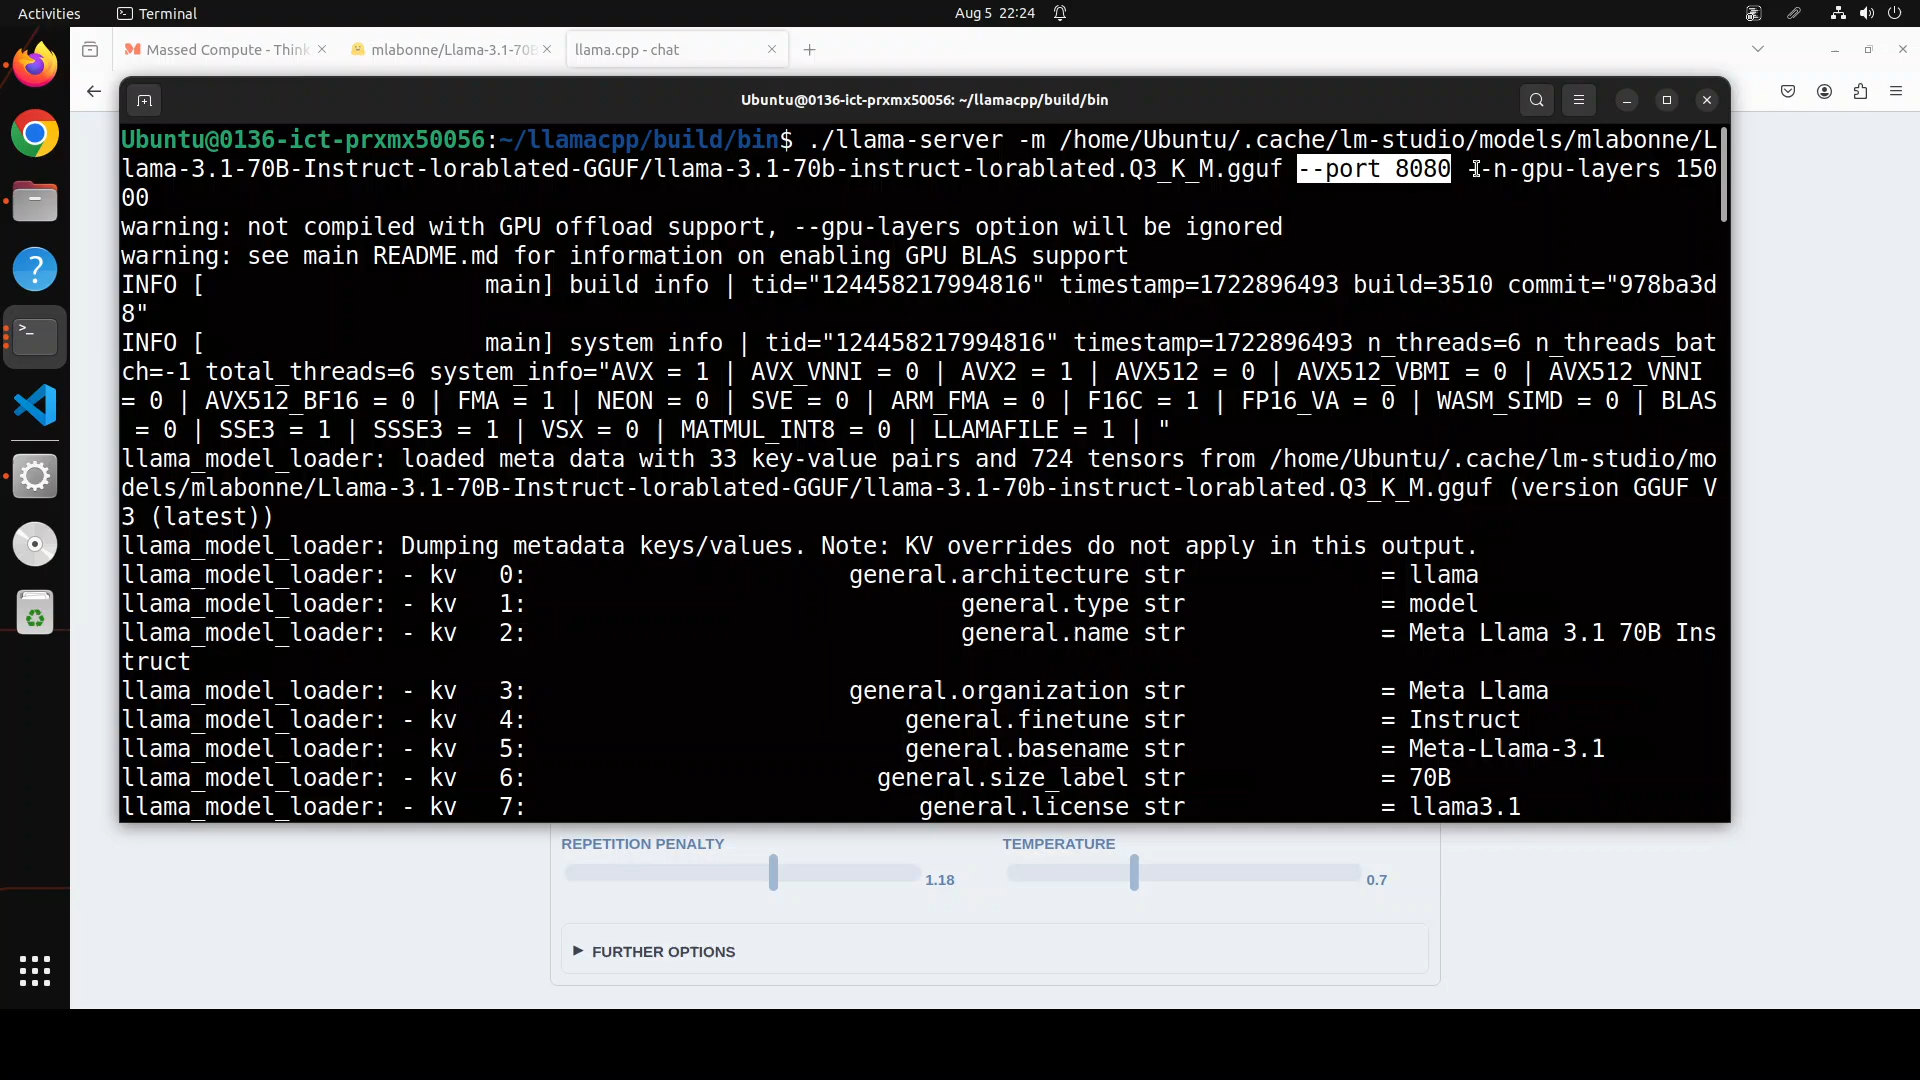 Activities
Terminal
Aug 5 22:24
Massed Compute - Think
mlabonne/Llama-3.1-70B
llama.cpp - chat
Ubuntu@0136-ict-prxmx50056: ~/llamacpp/build/bin
Ubuntu@0136-ict-prxmx50056:~/llamacpp/build/bin$ ./llama-server -m /home/Ubuntu/.cache/lm-studio/models/mlabonne/L
lama-3.1-70B-Instruct-lorablated-GGUF/llama-3.1-70b-instruct-lorablated.Q3_K_M.gguf --port 8080 --n-gpu-layers 150
00
warning: not compiled with GPU offload support, --gpu-layers option will be ignored
warning: see main README.md for information on enabling GPU BLAS support
INFO [                    main] build info | tid="124458217994816" timestamp=1722896493 build=3510 commit="978ba3d
8"
INFO [                    main] system info | tid="124458217994816" timestamp=1722896493 n_threads=6 n_threads_bat
ch=-1 total_threads=6 system_info="AVX = 1 | AVX_VNNI = 0 | AVX2 = 1 | AVX512 = 0 | AVX512_VBMI = 0 | AVX512_VNNI
= 0 | AVX512_BF16 = 0 | FMA = 1 | NEON = 0 | SVE = 0 | ARM_FMA = 0 | F16C = 1 | FP16_VA = 0 | WASM_SIMD = 0 | BLAS
= 0 | SSE3 = 1 | SSSE3 = 1 | VSX = 0 | MATMUL_INT8 = 0 | LLAMAFILE = 1 | "
llama_model_loader: loaded meta data with 33 key-value pairs and 724 tensors from /home/Ubuntu/.cache/lm-studio/mo
dels/mlabonne/Llama-3.1-70B-Instruct-lorablated-GGUF/llama-3.1-70b-instruct-lorablated.Q3_K_M.gguf (version GGUF V
3 (latest))
llama_model_loader: Dumping metadata keys/values. Note: KV overrides do not apply in this output.
llama_model_loader: - kv   0:                       general.architecture str              = llama
llama_model_loader: - kv   1:                               general.type str              = model
llama_model_loader: - kv   2:                               general.name str              = Meta Llama 3.1 70B Ins
truct
llama_model_loader: - kv   3:                       general.organization str              = Meta Llama
llama_model_loader: - kv   4:                           general.finetune str              = Instruct
llama_model_loader: - kv   5:                           general.basename str              = Meta-Llama-3.1
llama_model_loader: - kv   6:                         general.size_label str              = 70B
llama_model_loader: - kv   7:                            general.license str              = llama3.1
REPETITION PENALTY
TEMPERATURE
1.18
0.7
FURTHER OPTIONS